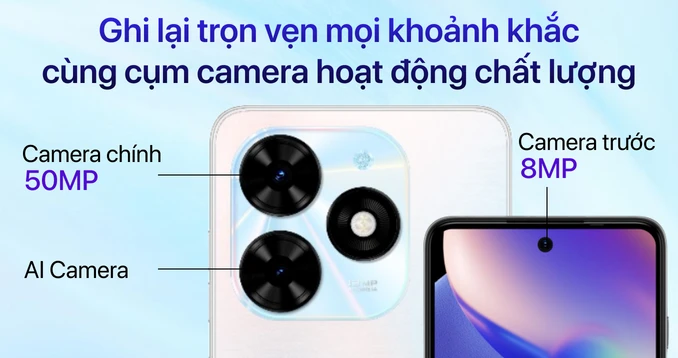 Ghi lại trọn vẹn mọi khoảnh khắc
cùng cụm camera hoạt động chất lượng
Camera chính
50MP
Camera trước
8MP
AI Camera